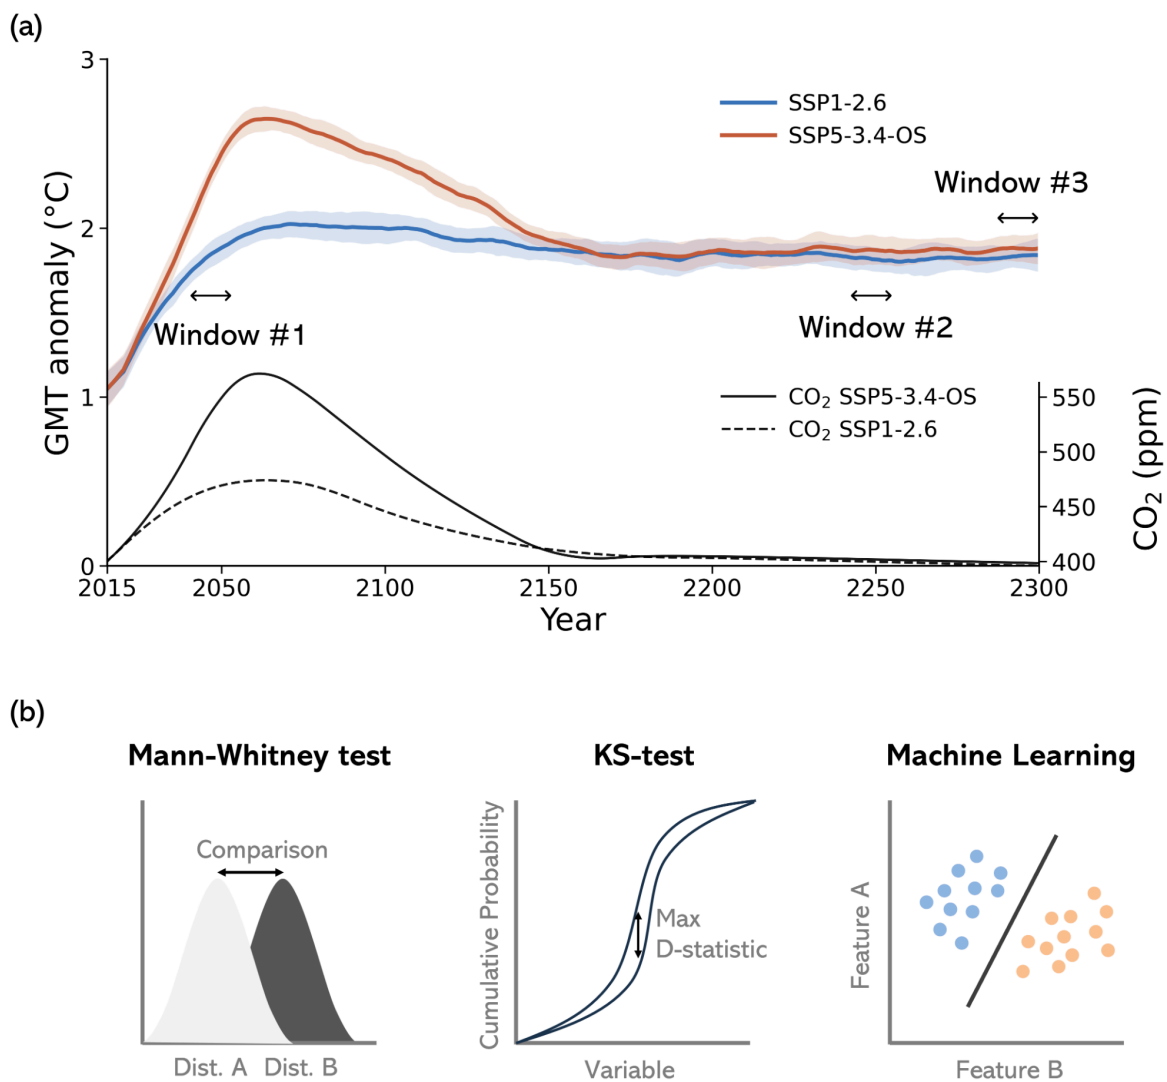 (a)
3
2
1
0
GMT anomaly (°C)
SSP1-2.6
SSP5-3.4-OS
Window #3
Window #1
Window #2
CO₂ SSP5-3.4-OS
CO₂ SSP1-2.6
550
500
450
400
CO₂ (ppm)
2015
2050
2100
2150
2200
2250
2300
Year
(b)
Mann-Whitney test
Comparison
Dist. A
Dist. B
KS-test
Cumulative Probability
Max
D-statistic
Variable
Machine Learning
Feature A
Feature B